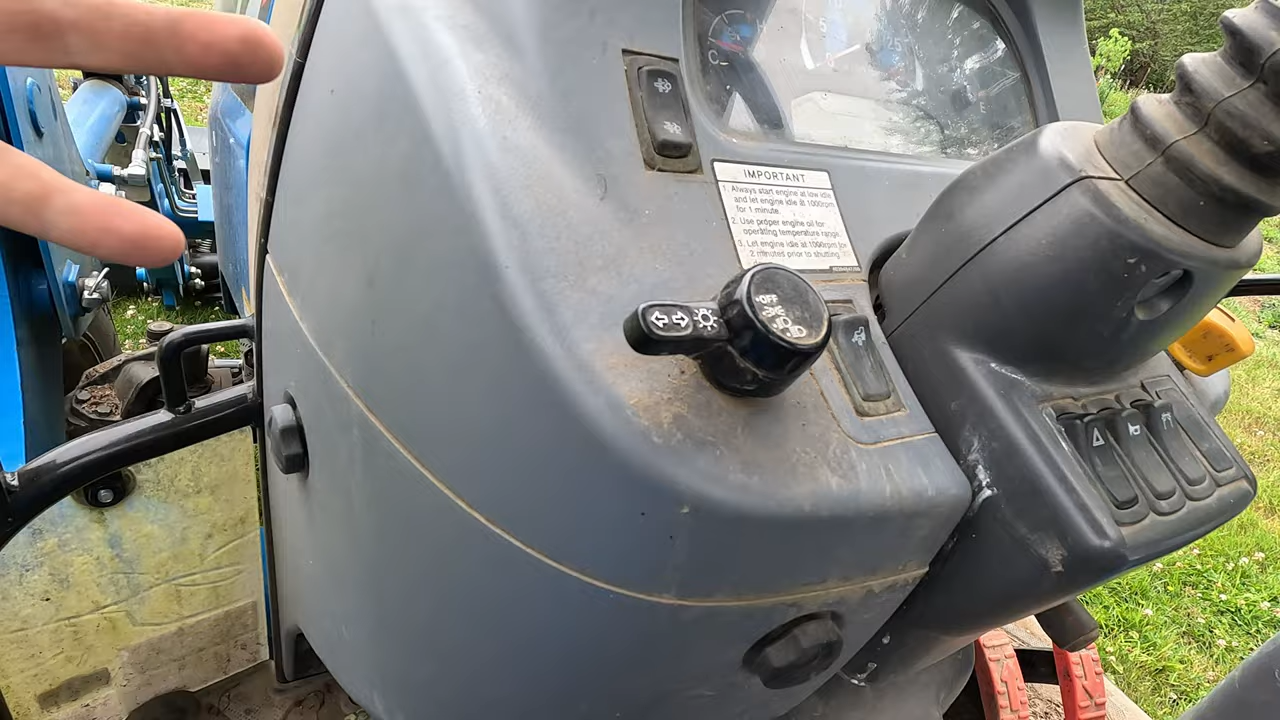 IMPORTANT
1. Always start engine at low idle
and let engine idle at 1000rpm
for 1 minute.
2. Use proper engine oil for
operating temperature range.
3. Let engine idle at 1000rpm for
2 minutes prior to shutting
OFF